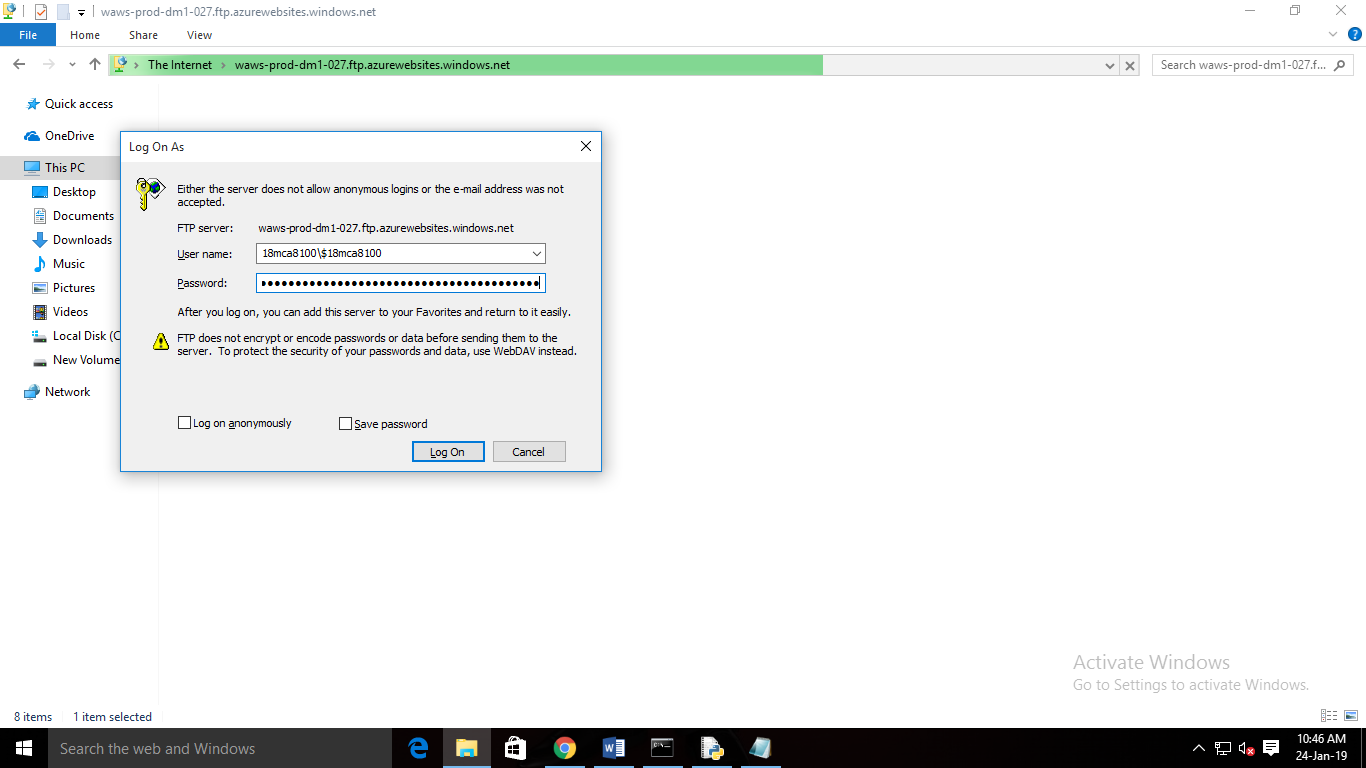 waws-prod-dm1-027.ftp.azurewebsites.windows.net
File Home Share View
The Internet waws-prod-dm1-027.ftp.azurewebsites.windows.net
Search waws-prod-dm1-027.f...
Quick access
OneDrive
This PC
Desktop
Documents
Downloads
Music
Pictures
Videos
Local Disk (C
New Volume
Network
Log On As
Either the server does not allow anonymous logins or the e-mail address was not
accepted.
FTP server: waws-prod-dm1-027.ftp.azurewebsites.windows.net
User name: 18mca8100\$18mca8100
Password:
After you log on, you can add this server to your Favorites and return to it easily.
FTP does not encrypt or encode passwords or data before sending them to the
server. To protect the security of your passwords and data, use WebDAV instead.
Log on anonymously Save password
Log On Cancel
Activate Windows
Go to Settings to activate Windows.
8 items 1 item selected
Search the web and Windows
10:46 AM
24-Jan-19